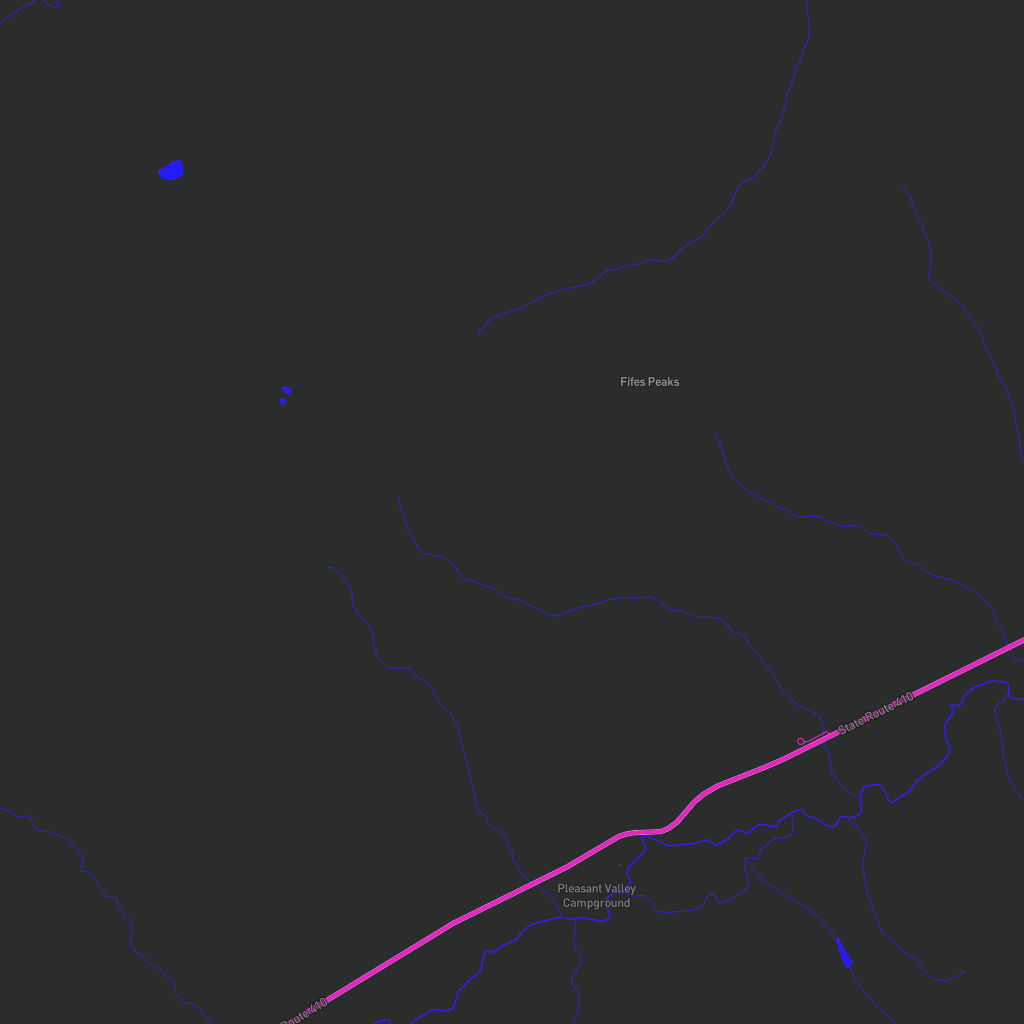 Fifes Peaks
State Route 410
Pleasant Valley
Campground
Route 410